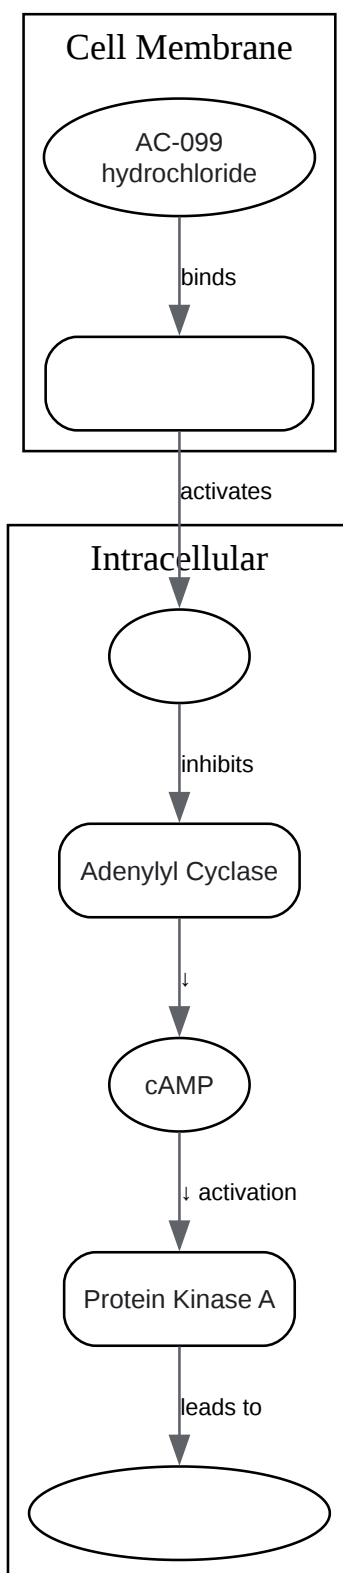 Cell Membrane
AC-099
hydrochloride
binds
activates
Intracellular
inhibits
Adenylyl Cyclase
↓
cAMP
↓ activation
Protein Kinase A
leads to